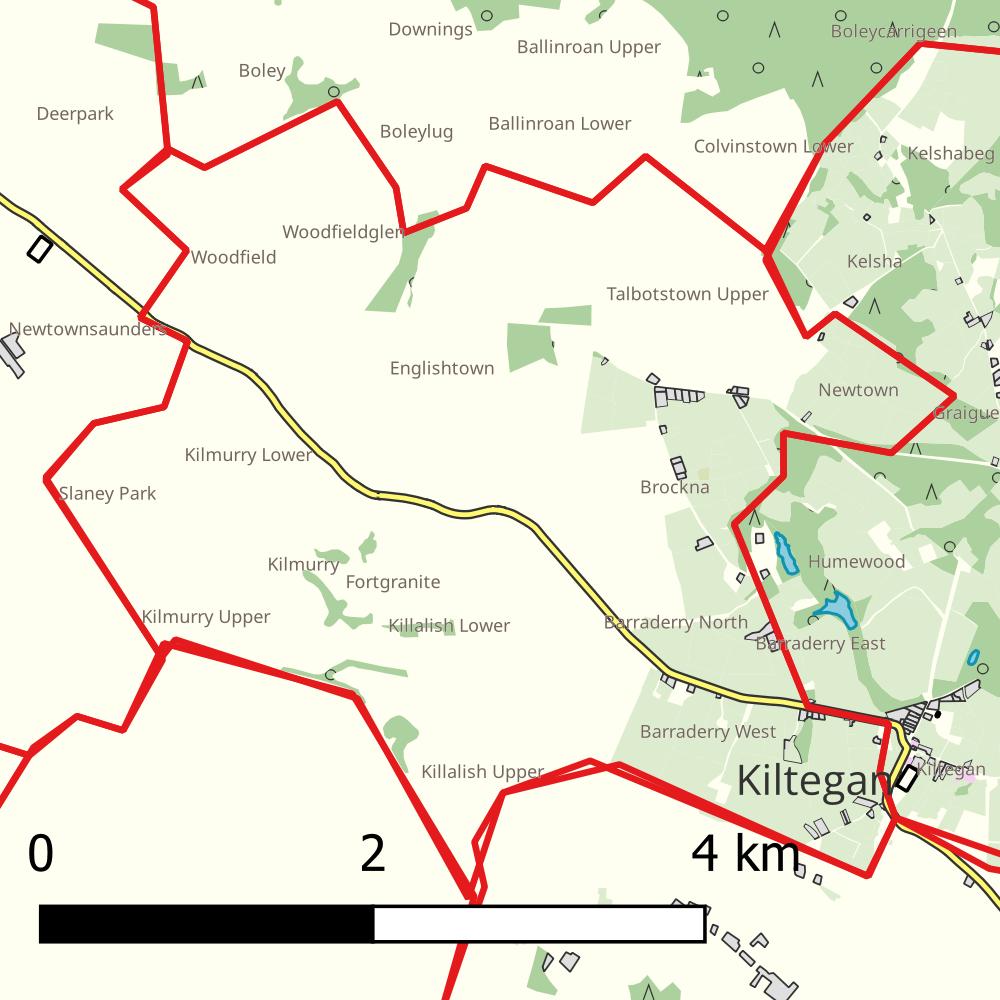 Downings
Boleycarrigeen
Ballinroan Upper
Boley
Deerpark
Ballinroan Lower
Boleylug
Colvinstown Lower
Kelshabeg
Woodfieldglen
Woodfield
Kelsha
Talbotstown Upper
Newtownsaunders
Englishtown
Newtown
Graigue
Kilmurry Lower
Slaney Park
Brockna
Humewood
Kilmurry
Fortgranite
Kilmurry Upper
Killalish Lower
Barraderry North
Barraderry East
Barraderry West
Killalish Upper
Kiltegan
Kiltegan
0 2 4 km